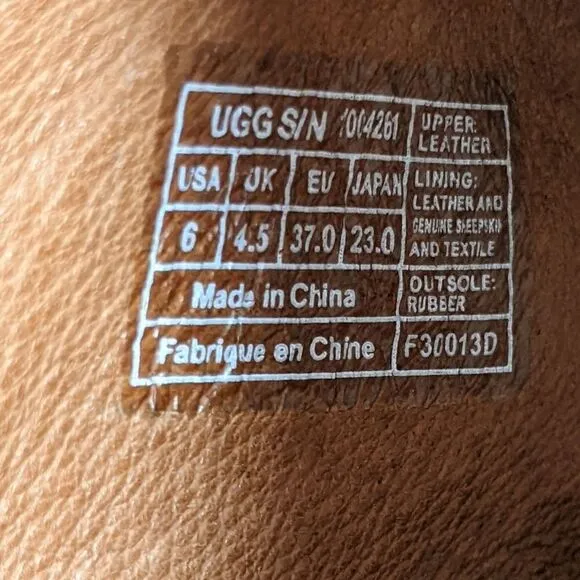 UGG S/N 1004261
UPPER:
LEATHER
USA UK EU JAPAN
6 4.5 37.0 23.0
LINING:
LEATHER AND
GENUINE SHEEPSKIN
AND TEXTILE
Made in China
OUTSOLE:
RUBBER
Fabrique en Chine
F30013D